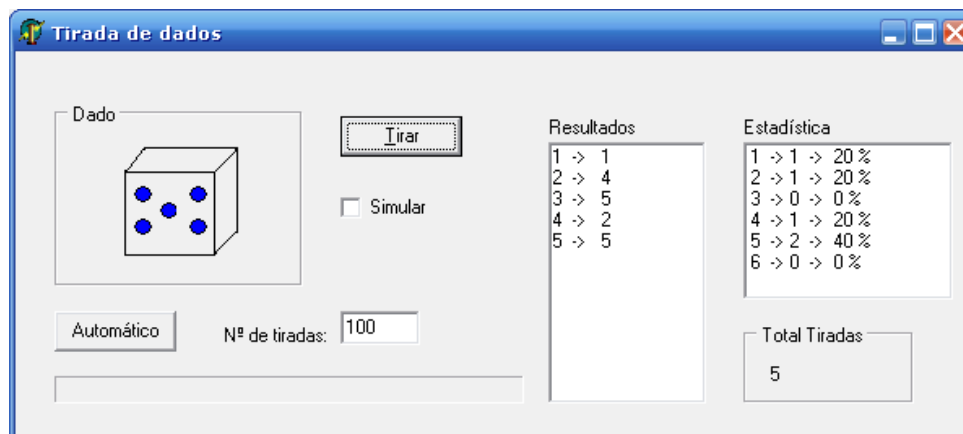 Tirada de dados
Dado
Tirar
Simular
Automático
Nº de tiradas: 100
Resultados
1 -> 1
2 -> 4
3 -> 5
4 -> 2
5 -> 5
Estadística
1 -> 1 -> 20 %
2 -> 1 -> 20 %
3 -> 0 -> 0 %
4 -> 1 -> 20 %
5 -> 2 -> 40 %
6 -> 0 -> 0 %
Total Tiradas
5